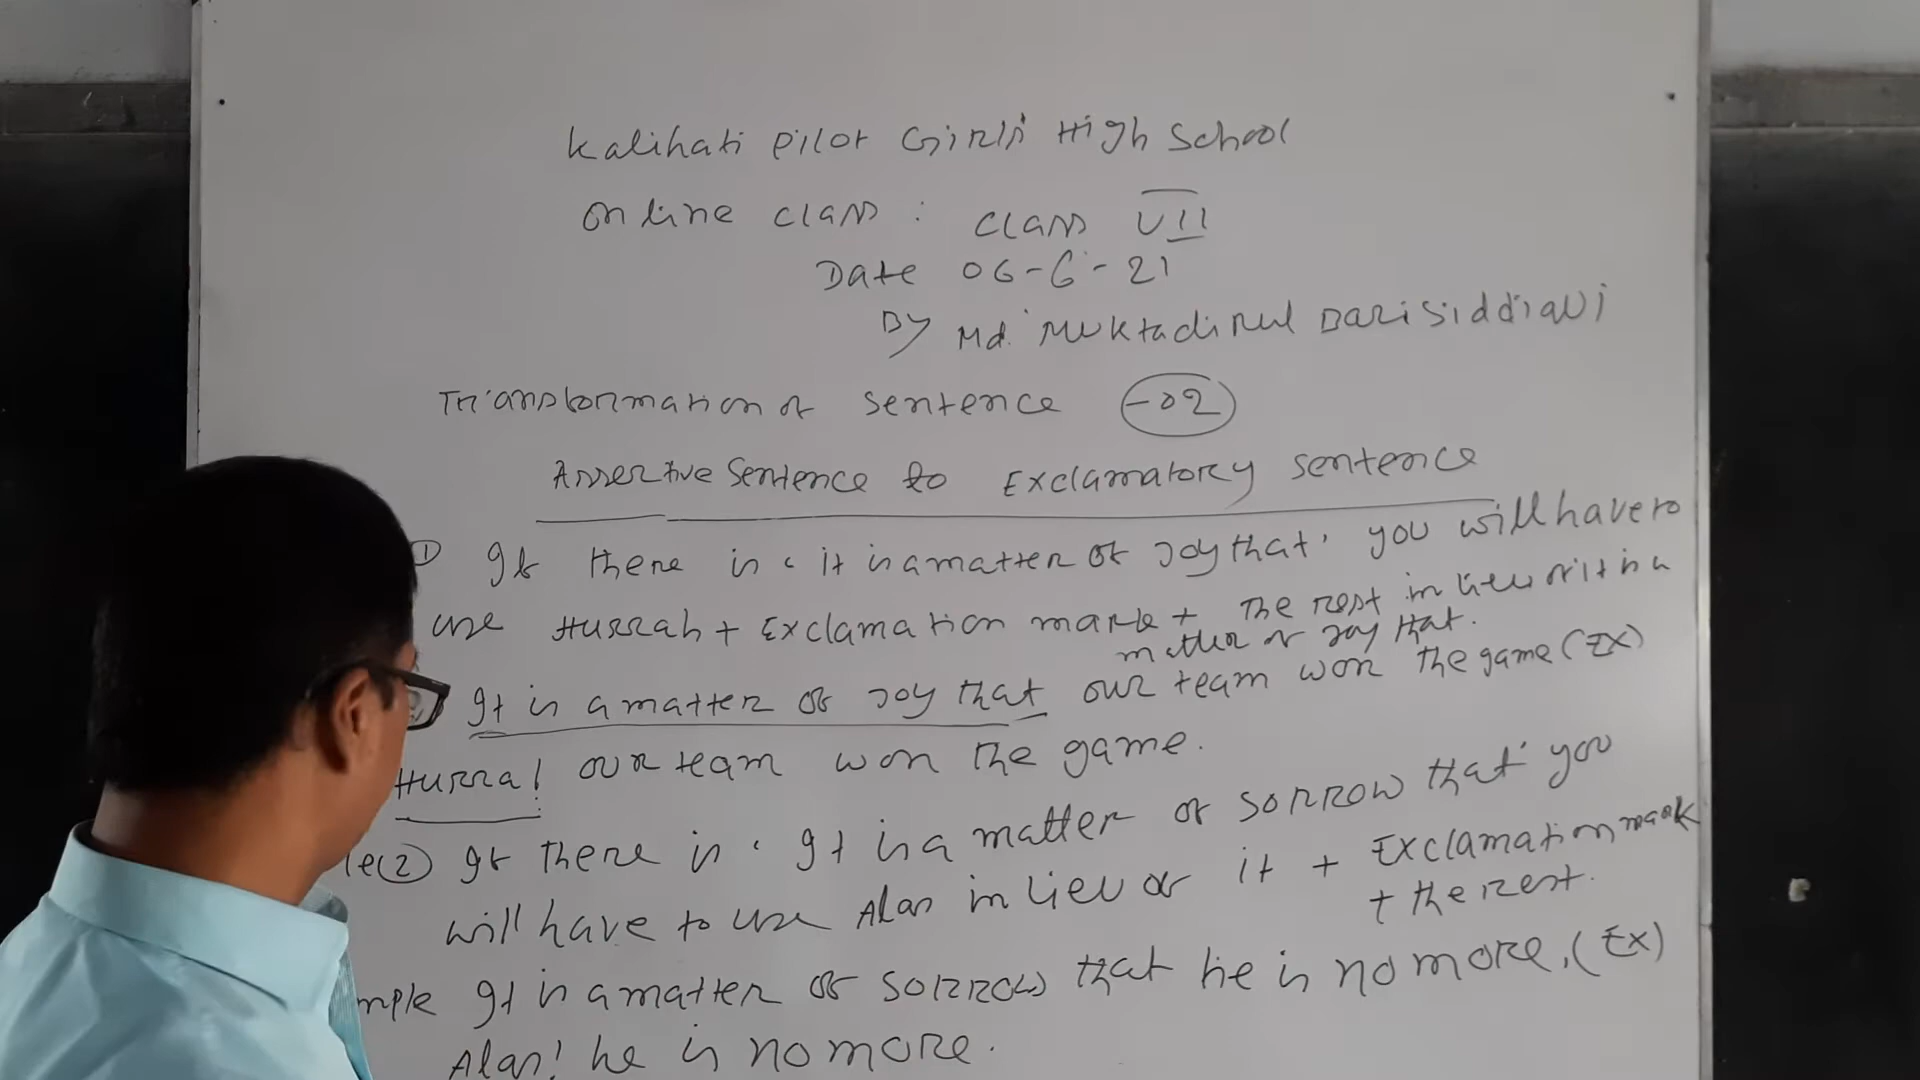 Kalihati Pilot Girls' High School
Online class : Class VII
Date 06-6-21
By Md. Muktadirul Bari Siddiqui
Transformation of Sentence -02
Assertive Sentence to Exclamatory Sentence
① If there is 'it is a matter of joy that' you will have to
use Hurrah + Exclamation mark + the rest in lieu of it is a
matter of joy that.
It is a matter of joy that our team won the game (Ex)
Hurra! our team won the game.
le② If there is 'It is a matter of sorrow that' you
will have to use Alas in lieu of it + Exclamation mark
+ the rest.
mple It is a matter of sorrow that he is no more. (Ex)
Alas! he is no more.